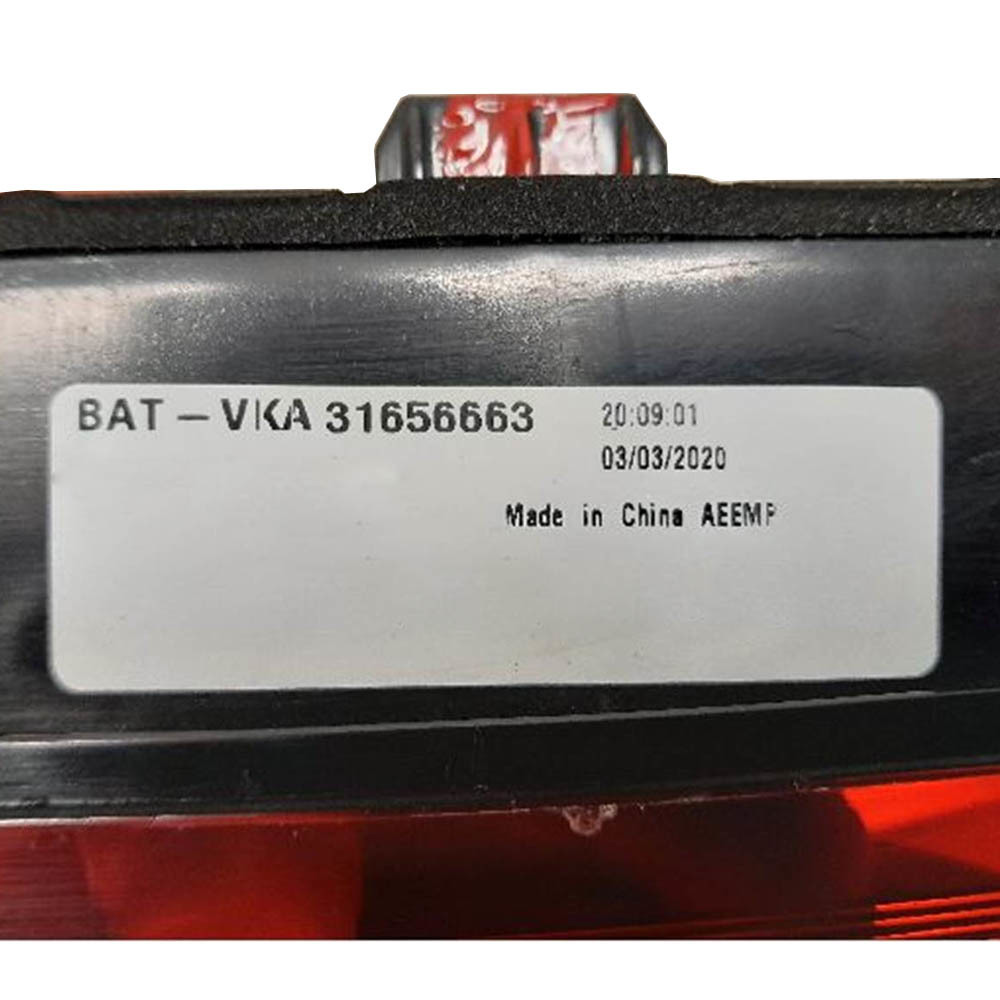 BAT – VKA 31656663
20:09:01
03/03/2020
Made in China AEEMP